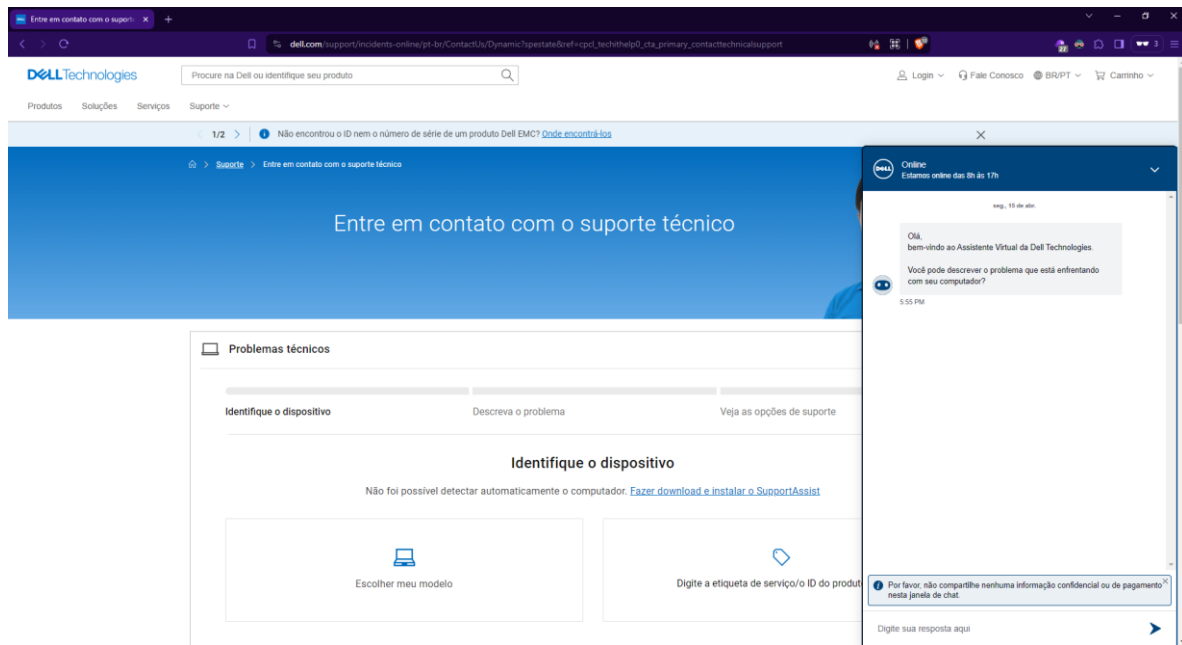 Entre em contato com o suport
dell.com/support/incidents-online/pt-br/ContactUs/Dynamic?spestate&ref=cpcl_techithelp0_cta_primary_contacttechnicalsupport
27
3
DELLTechnologies
Procure na Dell ou identifique seu produto
Login
Fale Conosco
BR/PT
Carrinho
Produtos
Soluções
Serviços
Suporte
1/2
Não encontrou o ID nem o número de série de um produto Dell EMC? Onde encontrá-los
Suporte > Entre em contato com o suporte técnico
Entre em contato com o suporte técnico
Problemas técnicos
Identifique o dispositivo
Descreva o problema
Veja as opções de suporte
Identifique o dispositivo
Não foi possível detectar automaticamente o computador. Fazer download e instalar o SupportAssist
Escolher meu modelo
Digite a etiqueta de serviço/o ID do produt
DELL
Online
Estamos online das 8h às 17h
seg., 15 de abr.
Olá,
bem-vindo ao Assistente Virtual da Dell Technologies.
Você pode descrever o problema que está enfrentando
com seu computador?
5:55 PM
Por favor, não compartilhe nenhuma informação confidencial ou de pagamento
nesta janela de chat.
Digite sua resposta aqui